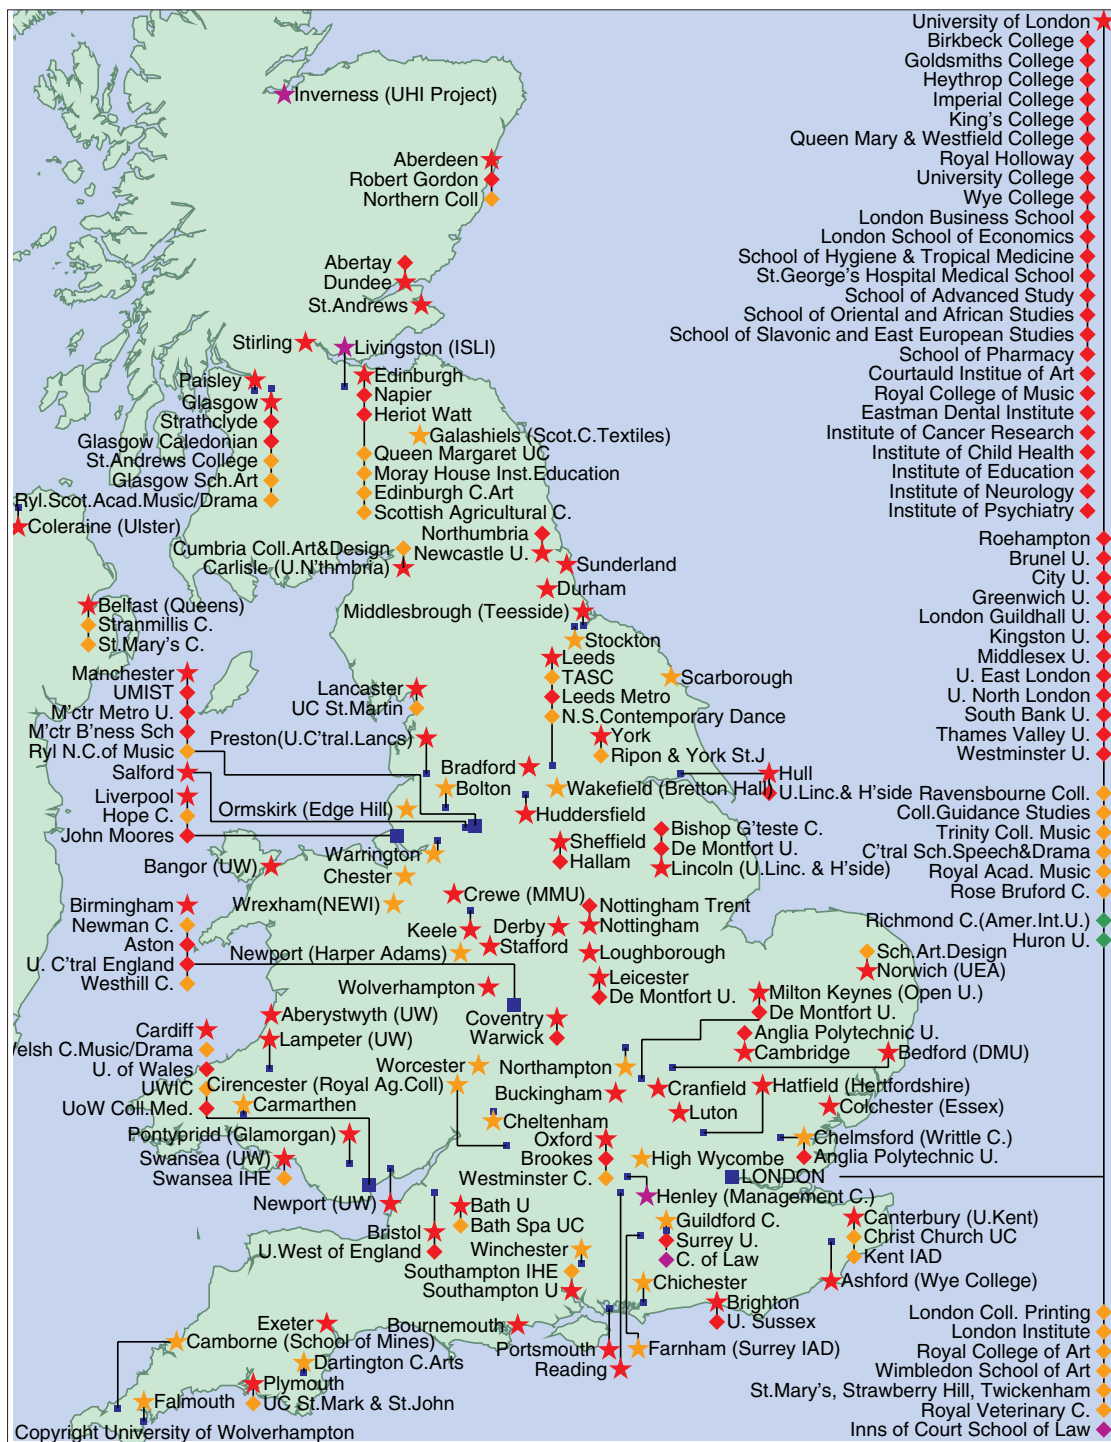 University of London
Birkbeck College
Goldsmiths College
Heythrop College
Imperial College
King's College
Queen Mary & Westfield College
Royal Holloway
University College
Wye College
London Business School
London School of Economics
School of Hygiene & Tropical Medicine
St.George's Hospital Medical School
School of Advanced Study
School of Oriental and African Studies
School of Slavonic and East European Studies
School of Pharmacy
Courtauld Institue of Art
Royal College of Music
Eastman Dental Institute
Institute of Cancer Research
Institute of Child Health
Institute of Education
Institute of Neurology
Institute of Psychiatry
Roehampton
Brunel U.
City U.
Greenwich U.
London Guildhall U.
Kingston U.
Middlesex U.
U. East London
U. North London
South Bank U.
Thames Valley U.
Westminster U.
Ravensbourne Coll.
Coll.Guidance Studies
Trinity Coll. Music
C'tral Sch.Speech&Drama
Royal Acad. Music
Rose Bruford C.
Richmond C.(Amer.Int.U.)
Huron U.
London Coll. Printing
London Institute
Royal College of Art
Wimbledon School of Art
St.Mary's, Strawberry Hill, Twickenham
Royal Veterinary C.
Inns of Court School of Law
Inverness (UHI Project)
Aberdeen
Robert Gordon
Northern Coll
Abertay
Dundee
St.Andrews
Stirling
Livingston (ISLI)
Paisley
Glasgow
Strathclyde
Glasgow Caledonian
St.Andrews College
Glasgow Sch.Art
Ryl.Scot.Acad.Music/Drama
Edinburgh
Napier
Heriot Watt
Galashiels (Scot.C.Textiles)
Queen Margaret UC
Moray House Inst.Education
Edinburgh C.Art
Scottish Agricultural C.
Coleraine (Ulster)
Northumbria
Newcastle U.
Cumbria Coll.Art&Design
Carlisle (U.N'thmbria)
Sunderland
Durham
Middlesbrough (Teesside)
Stockton
Belfast (Queens)
Stranmillis C.
St.Mary's C.
Leeds
TASC
Leeds Metro
N.S.Contemporary Dance
Scarborough
Manchester
UMIST
M'ctr Metro U.
M'ctr B'ness Sch
Ryl N.C.of Music
Salford
Liverpool
Hope C.
John Moores
Lancaster
UC St.Martin
Preston(U.C'tral.Lancs)
York
Ripon & York St.J
Bradford
Bolton
Wakefield (Bretton Hall)
Hull
U.Linc.& H'side
Ormskirk (Edge Hill)
Huddersfield
Sheffield
Hallam
Bishop G'teste C.
De Montfort U.
Lincoln (U.Linc. & H'side)
Warrington
Bangor (UW)
Chester
Wrexham(NEWI)
Crewe (MMU)
Keele
Derby
Nottingham Trent
Nottingham
Stafford
Newport (Harper Adams)
Loughborough
Birmingham
Newman C.
Aston
U. C'tral England
Westhill C.
Leicester
De Montfort U.
Wolverhampton
Sch.Art.Design
Norwich (UEA)
Milton Keynes (Open U.)
De Montfort U.
Anglia Polytechnic U.
Cambridge
Bedford (DMU)
Aberystwyth (UW)
Lampeter (UW)
Coventry
Warwick
Cardiff
Welsh C.Music/Drama
U. of Wales
UWIC
UoW Coll.Med.
Worcester
Cirencester (Royal Ag.Coll)
Carmarthen
Northampton
Buckingham
Cranfield
Hatfield (Hertfordshire)
Luton
Colchester (Essex)
Cheltenham
Pontypridd (Glamorgan)
Oxford
Brookes
Westminster C.
High Wycombe
Chelmsford (Writtle C.)
Anglia Polytechnic U.
LONDON
Swansea (UW)
Swansea IHE
Newport (UW)
Henley (Management C.)
Bath U
Bath Spa UC
Bristol
U.West of England
Guildford C.
Surrey U.
C. of Law
Canterbury (U.Kent)
Christ Church UC
Kent IAD
Ashford (Wye College)
Winchester
Southampton IHE
Southampton U
Chichester
Brighton
U. Sussex
Exeter
Bournemouth
Camborne (School of Mines)
Portsmouth
Reading
Farnham (Surrey IAD)
Dartington C.Arts
Plymouth
UC St.Mark & St.John
Falmouth
Copyright University of Wolverhampton